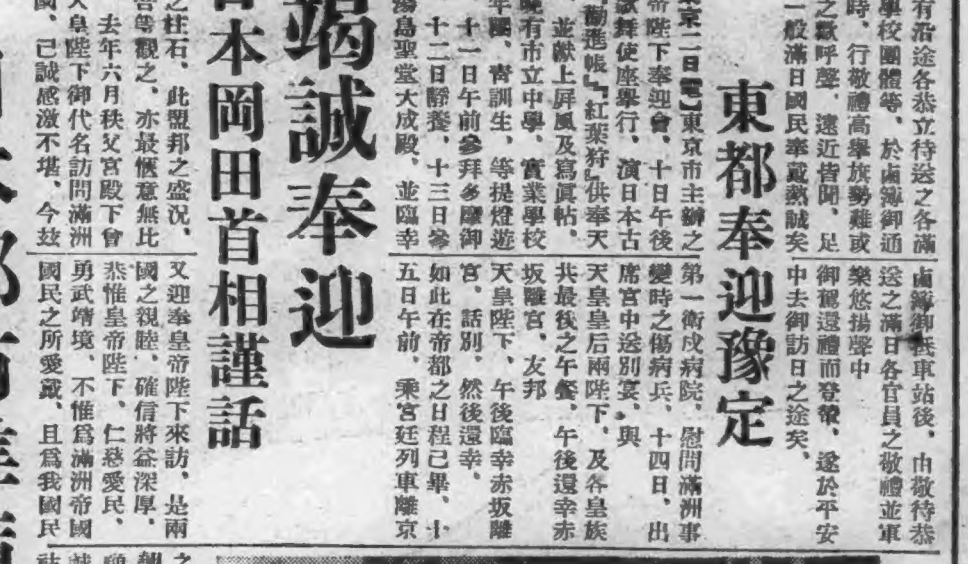 有沿途各恭立待送之各滿
學校團體等、於鹵簿御通
時、行敬禮高舉旗勢難或
之歡呼聲、遠近皆聞、足
一般滿日國民奉戴熱誠矣
鹵簿御抵車站後、由敬待恭
送之滿日各官員之敬禮並軍
樂悠揚聲中
御駕還禮而登輦、遂於平安
中去御訪日之途矣、
東都奉迎豫定
東京二日電】東京市主辦之
帝陛下奉迎會、十日午後
歌舞使座舉行、演日本古
『勸進帳』『紅葉狩』供奉天
、並獻上屏風及寫眞帖、
晚有市立中學、實業學校
年團、靑訓生、等提燈遊
十一日午前參拜多摩御
、十二日靜養、十三日參
湯島聖堂大成殿、並臨幸
第一衛戍病院、慰問滿洲事
變時之傷病兵、十四日、出
席宮中送別宴、與
天皇皇后兩陛下、及各皇族
共最後之午餐、午後還幸赤
坂離宮、友邦
天皇陛下、午後臨幸赤坂離
宮、話別、然後還幸、
如此在帝都之日程已畢、十
五日午前、乘宮廷列車離京
竭誠奉迎
日本岡田首相謹話
之柱石、此盟邦之盛況、
尊觀之、亦最愜意無比
去年六月秩父宮殿下曾
天皇陛下御代名訪問滿洲
國、已誠感激不堪、今玆
又迎奉皇帝陛下來訪、是兩
國之親睦、確信將益深厚、
恭惟皇帝陛下、仁慈愛民、
勇武靖境、不惟爲滿洲帝國
國民之所愛戴、且爲我國民